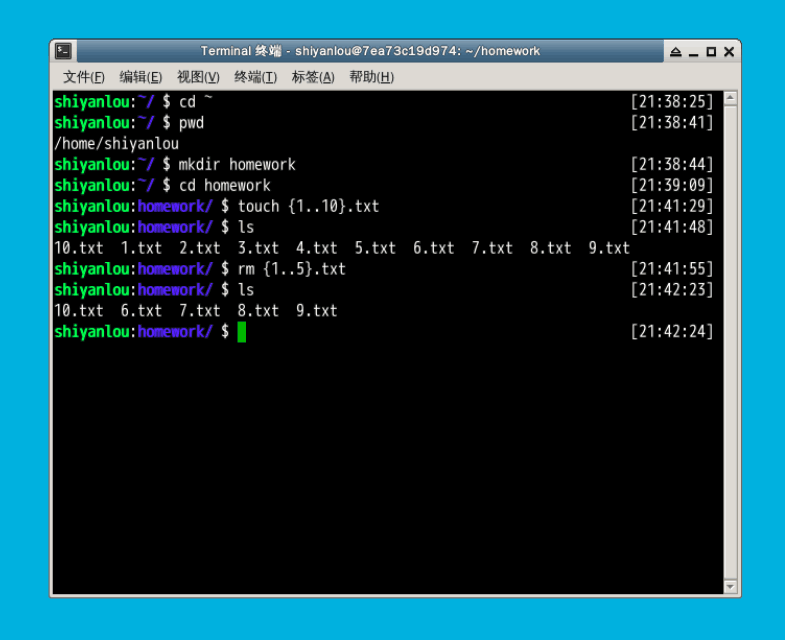 Terminal 终端 - shiyanlou@7ea73c19d974: ~/homework
文件(F) 编辑(E) 视图(V) 终端(T) 标签(A) 帮助(H)
shiyanlou:~/ $ cd ~ [21:38:25]
shiyanlou:~/ $ pwd [21:38:41]
/home/shiyanlou
shiyanlou:~/ $ mkdir homework [21:38:44]
shiyanlou:~/ $ cd homework [21:39:09]
shiyanlou:homework/ $ touch {1..10}.txt [21:41:29]
shiyanlou:homework/ $ ls [21:41:48]
10.txt 1.txt 2.txt 3.txt 4.txt 5.txt 6.txt 7.txt 8.txt 9.txt
shiyanlou:homework/ $ rm {1..5}.txt [21:41:55]
shiyanlou:homework/ $ ls [21:42:23]
10.txt 6.txt 7.txt 8.txt 9.txt
shiyanlou:homework/ $ [21:42:24]